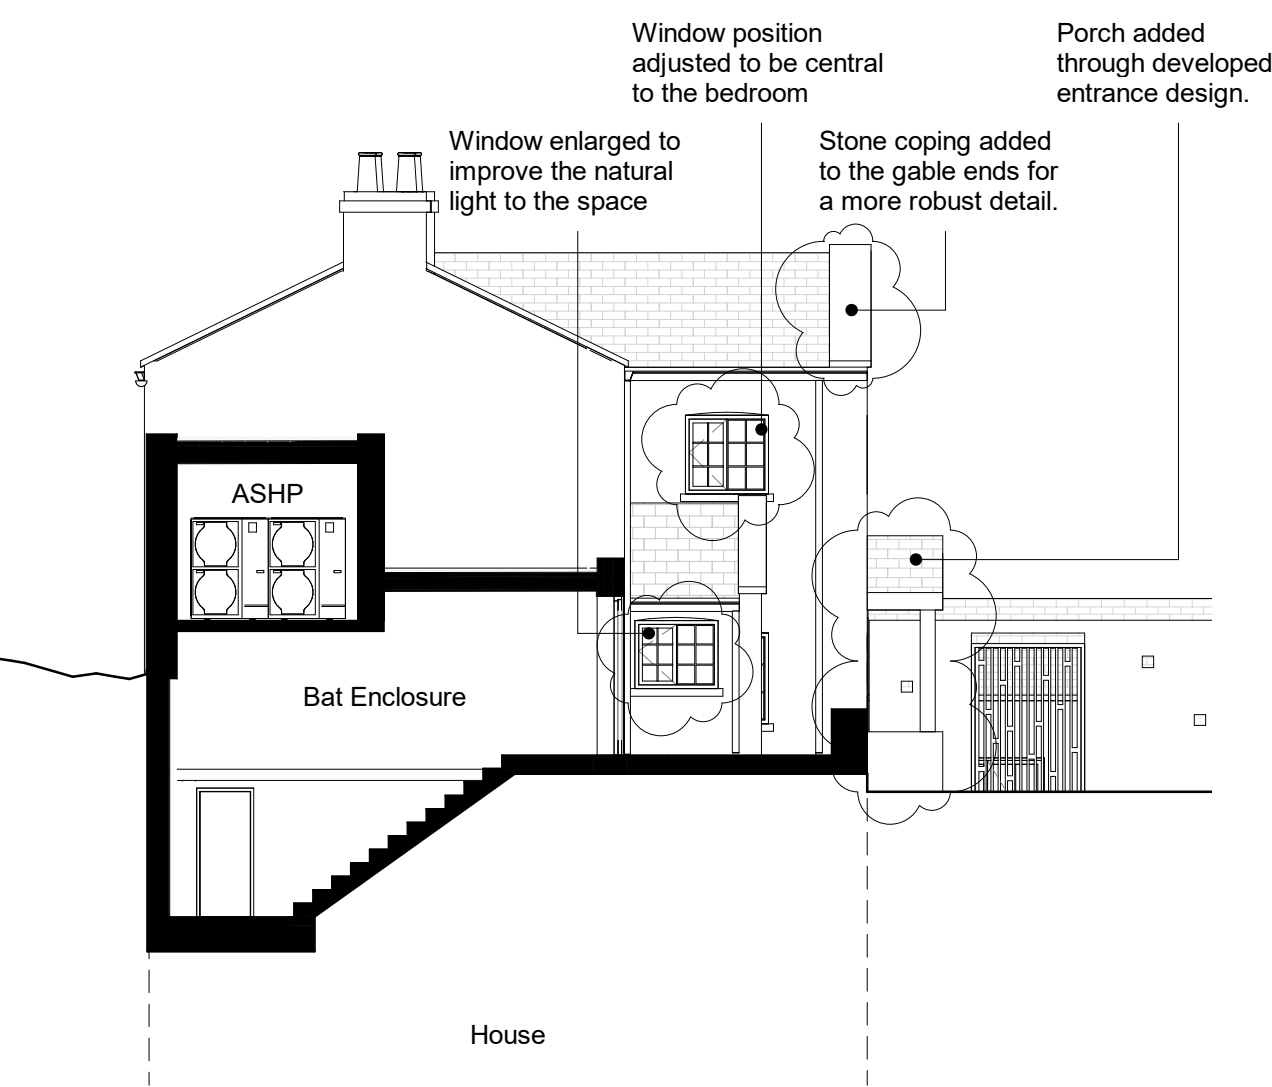 Window position
adjusted to be central
to the bedroom
Porch added
through developed
entrance design.
Window enlarged to
improve the natural
light to the space
Stone coping added
to the gable ends for
a more robust detail.
ASHP
Bat Enclosure
House